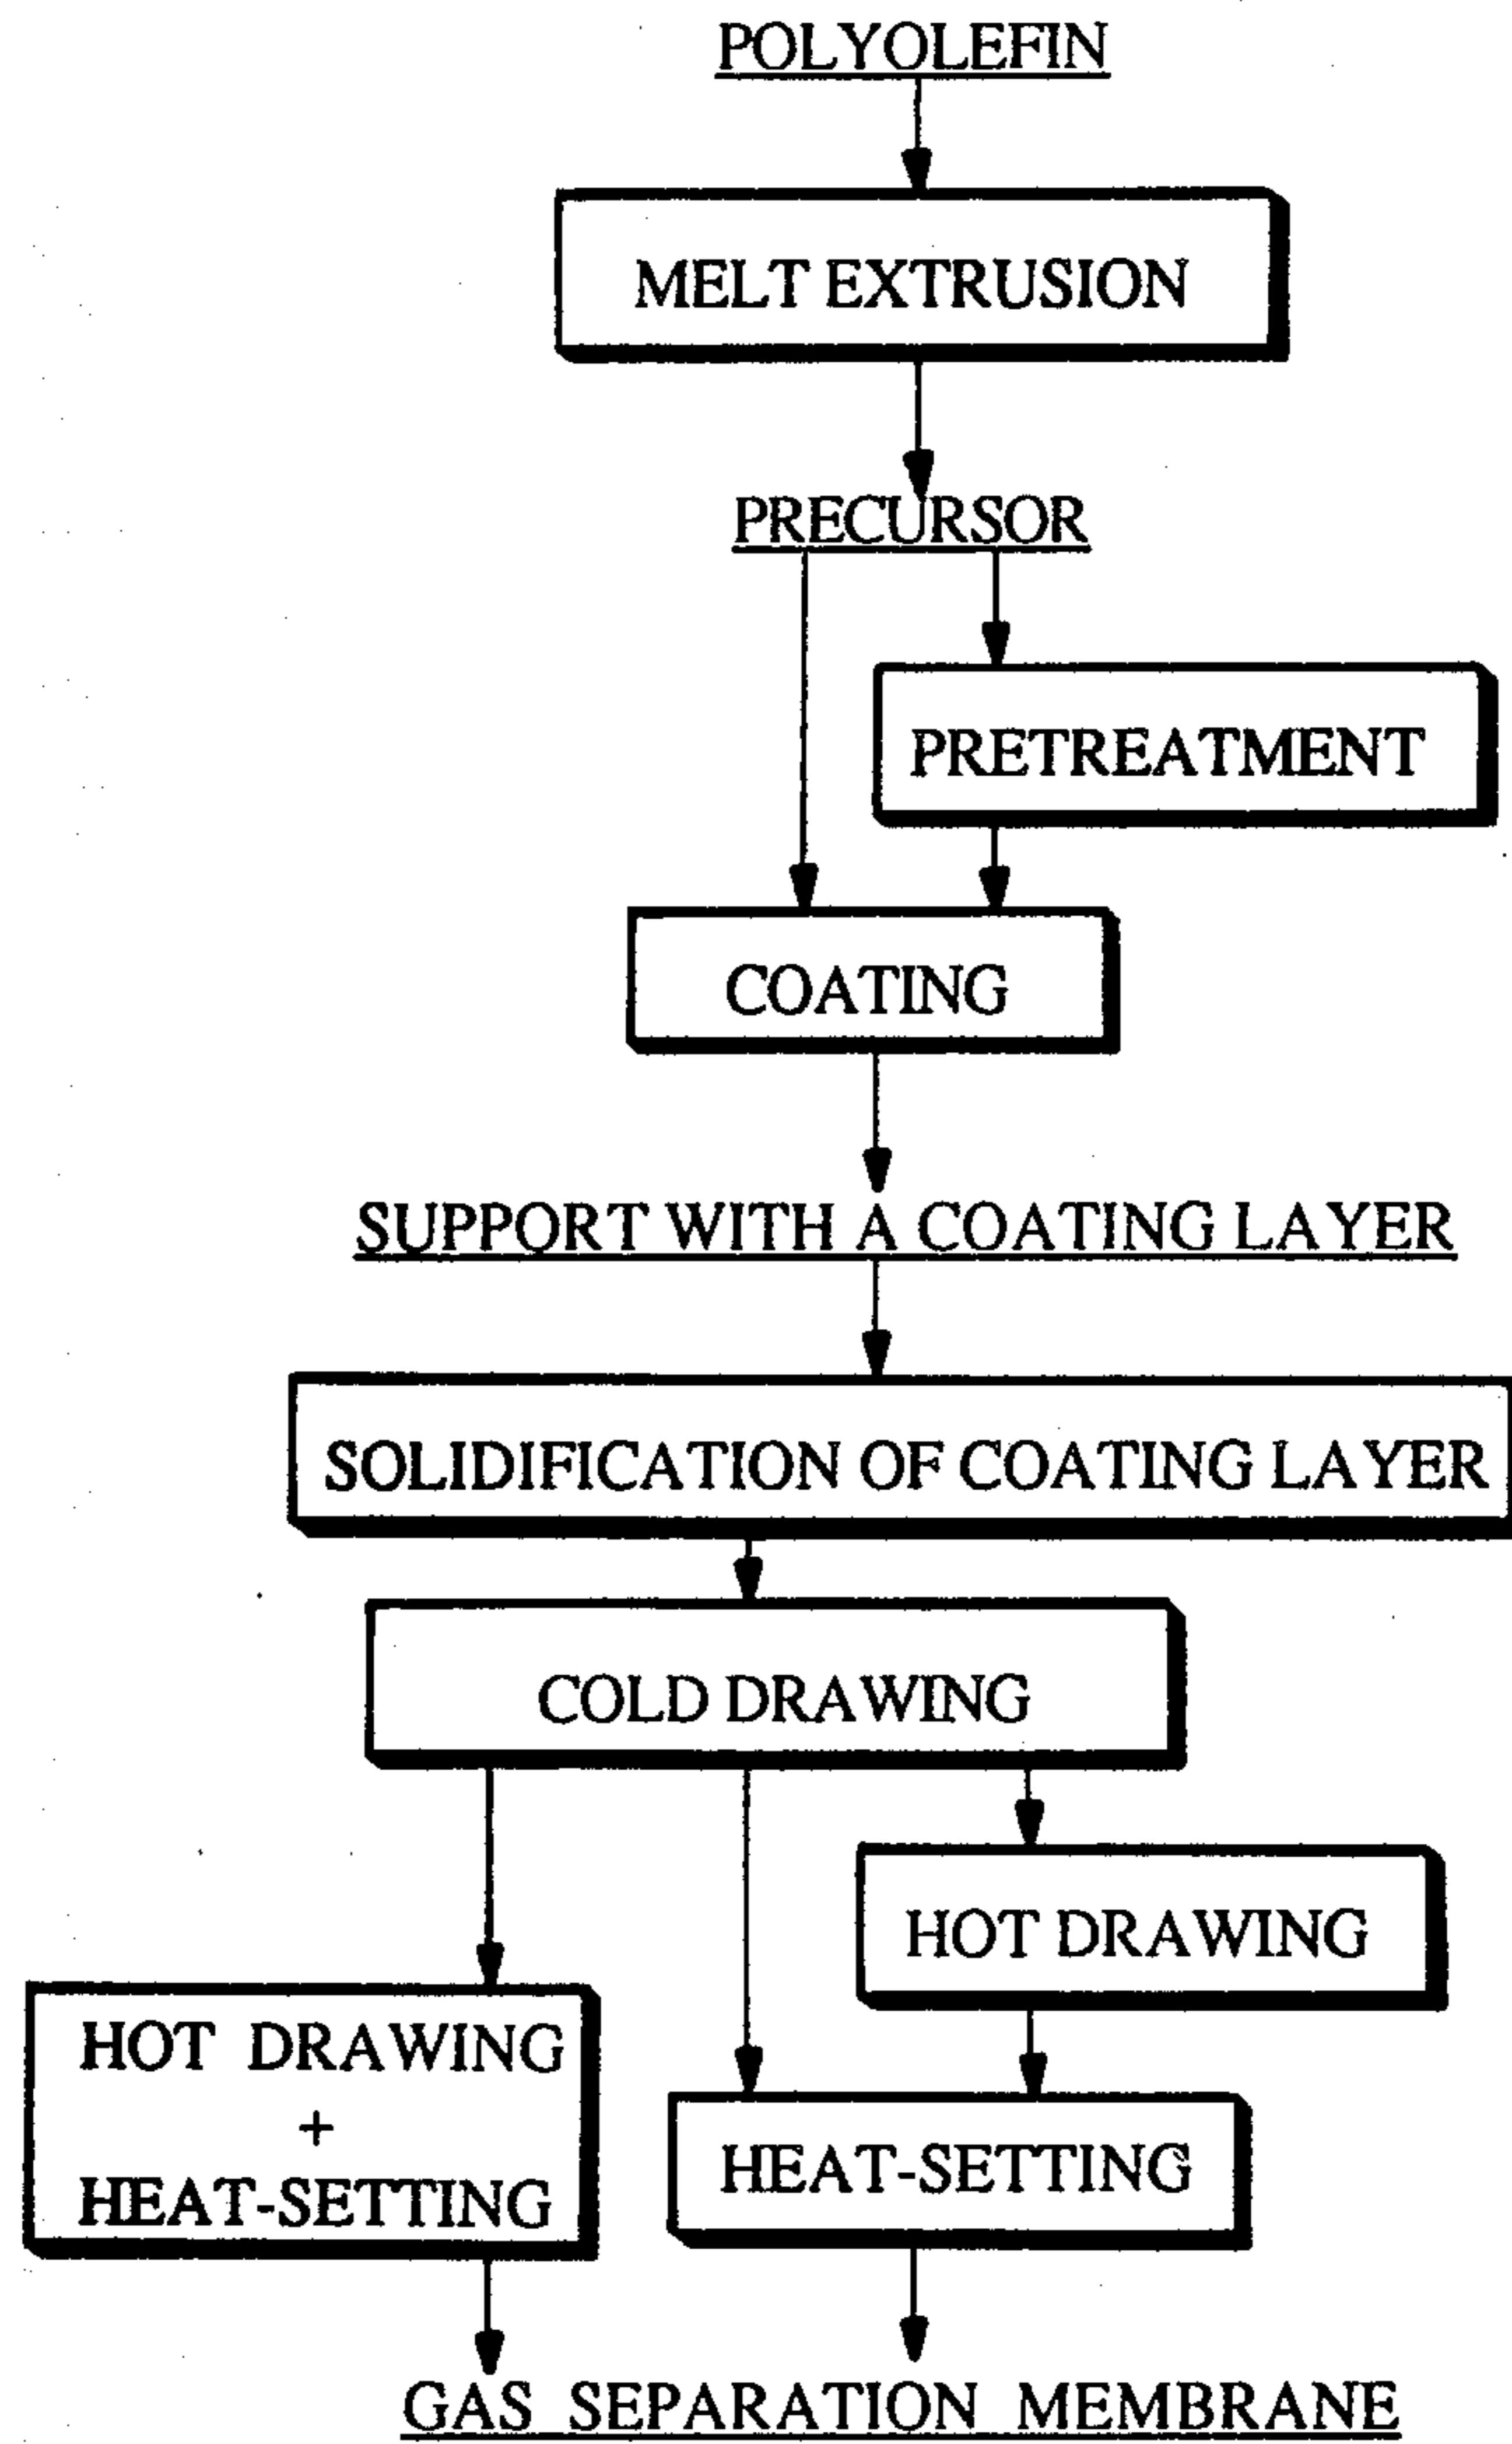 POLYOLEFIN
MELT EXTRUSION
PRECURSOR
PRETREATMENT
COATING
SUPPORT WITH A COATING LAYER
SOLIDIFICATION OF COATING LAYER
COLD DRAWING
HOT DRAWING
HOT DRAWING
+
HEAT-SETTING
HEAT-SETTING
GAS SEPARATION MEMBRANE